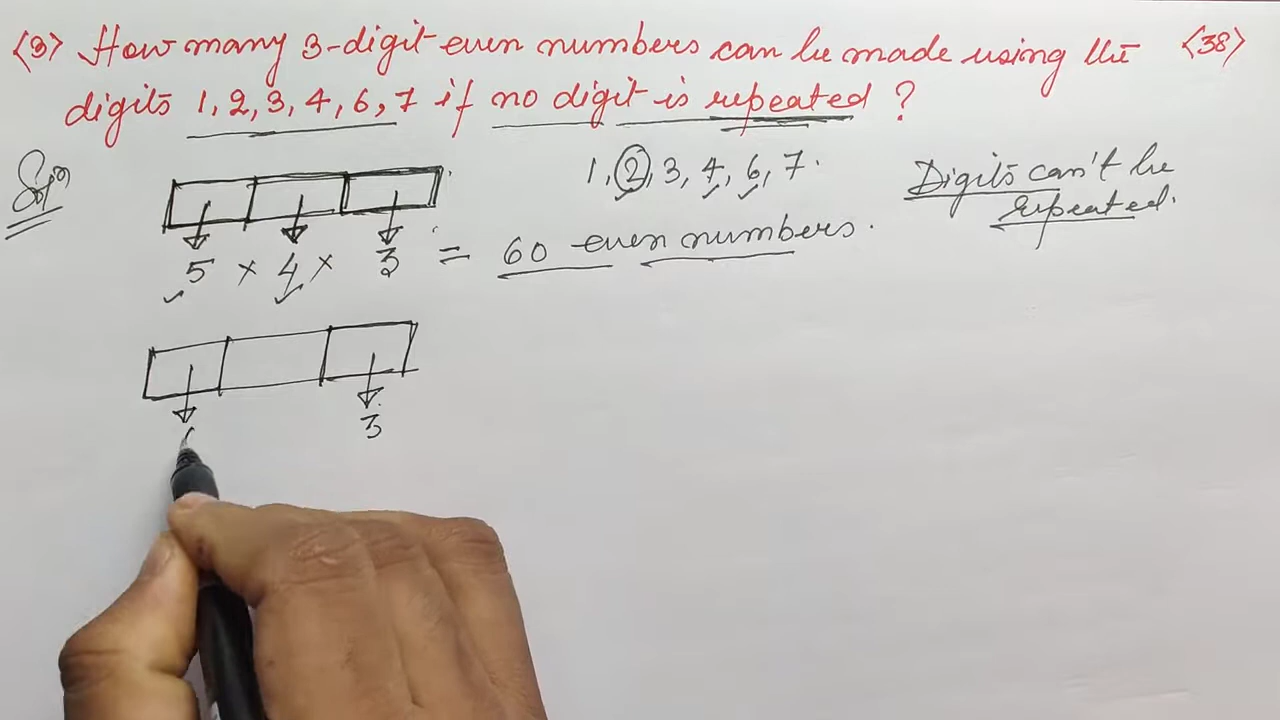 <3> How many 3-digit even numbers can be made using the <38>
digits 1, 2, 3, 4, 6, 7 if no digit is repeated ?
Solⁿ
1, 2, 3, 4, 6, 7.
Digits can't be
repeated.
5 × 4 × 3 = 60 even numbers.
3